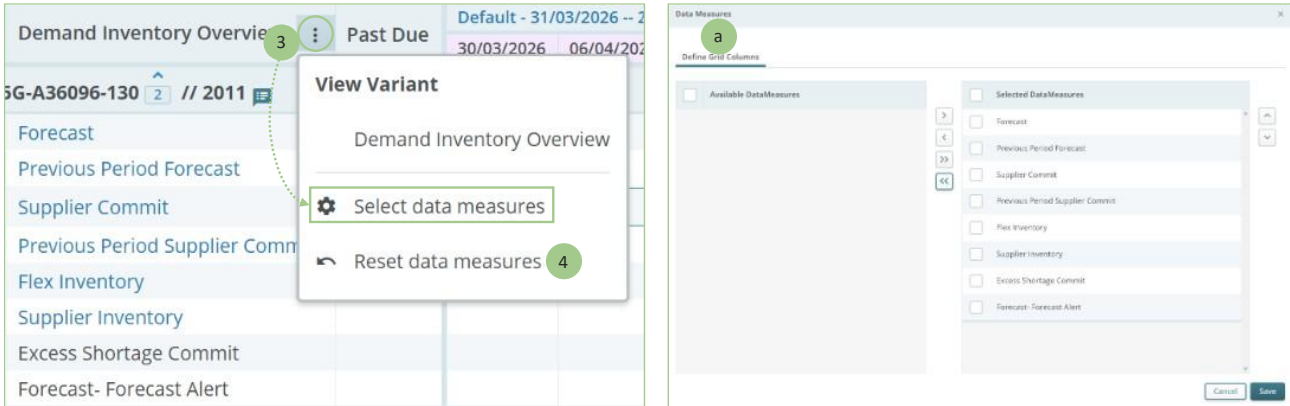 Demand Inventory Overvie
3
Past Due
Default - 31/03/2026 -- 2
30/03/2026 06/04/202
5G-A36096-130 2 // 2011
Forecast
Previous Period Forecast
Supplier Commit
Previous Period Supplier Comm
Flex Inventory
Supplier Inventory
Excess Shortage Commit
Forecast- Forecast Alert
View Variant
Demand Inventory Overview
Select data measures
Reset data measures 4
Data Measures
a
Define Grid Columns
Available DataMeasures
Selected DataMeasures
Forecast
Previous Period Forecast
Supplier Commit
Previous Period Supplier Commit
Flex Inventory
Supplier Inventory
Excess Shortage Commit
Forecast- Forecast Alert
Cancel Save